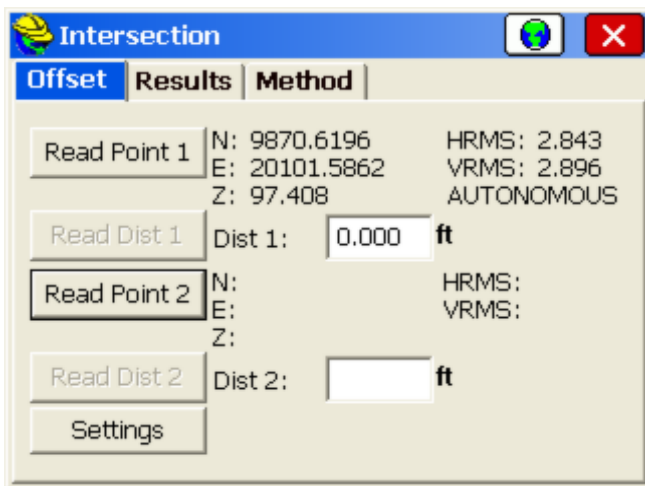 Intersection
Offset Results Method
Read Point 1 N: 9870.6196 HRMS: 2.843
E: 20101.5862 VRMS: 2.896
Z: 97.408 AUTONOMOUS
Read Dist 1 Dist 1: 0.000 ft
Read Point 2 N: HRMS:
E: VRMS:
Z:
Read Dist 2 Dist 2: ft
Settings